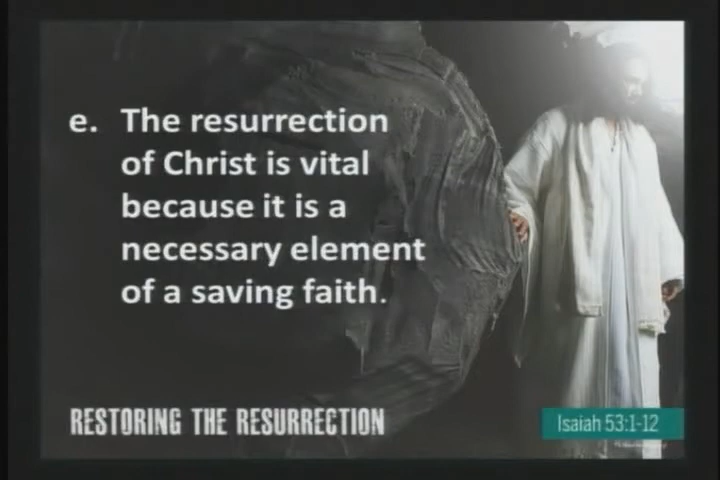 e. The resurrection
of Christ is vital
because it is a
necessary element
of a saving faith.
RESTORING THE RESURRECTION
Isaiah 53:1-12